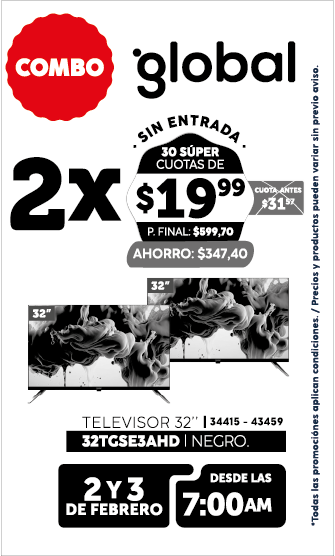 COMBO
global
SIN ENTRADA
30 SÚPER
CUOTAS DE
2X $19.99
CUOTA ANTES
$31.57
P. FINAL: $599,70
AHORRO: $347,40
32”
32”
TELEVISOR 32’’ | 34415 - 43459
32TGSE3AHD | NEGRO.
2 Y 3
DE FEBRERO
DESDE LAS
7:00AM
*Todas las promociónes aplican condiciones. / Precios y productos pueden variar sin previo aviso.